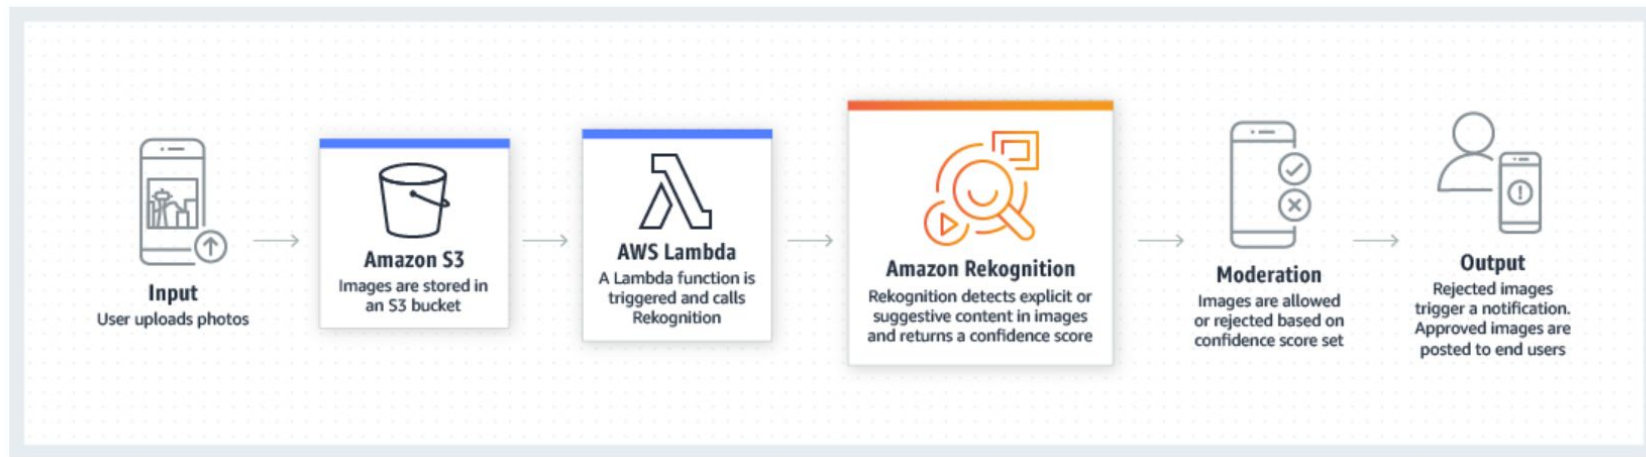 Input
User uploads photos
Amazon S3
Images are stored in
an S3 bucket
AWS Lambda
A Lambda function is
triggered and calls
Rekognition
Amazon Rekognition
Rekognition detects explicit or
suggestive content in images
and returns a confidence score
Moderation
Images are allowed
or rejected based on
confidence score set
Output
Rejected images
trigger a notification.
Approved images are
posted to end users